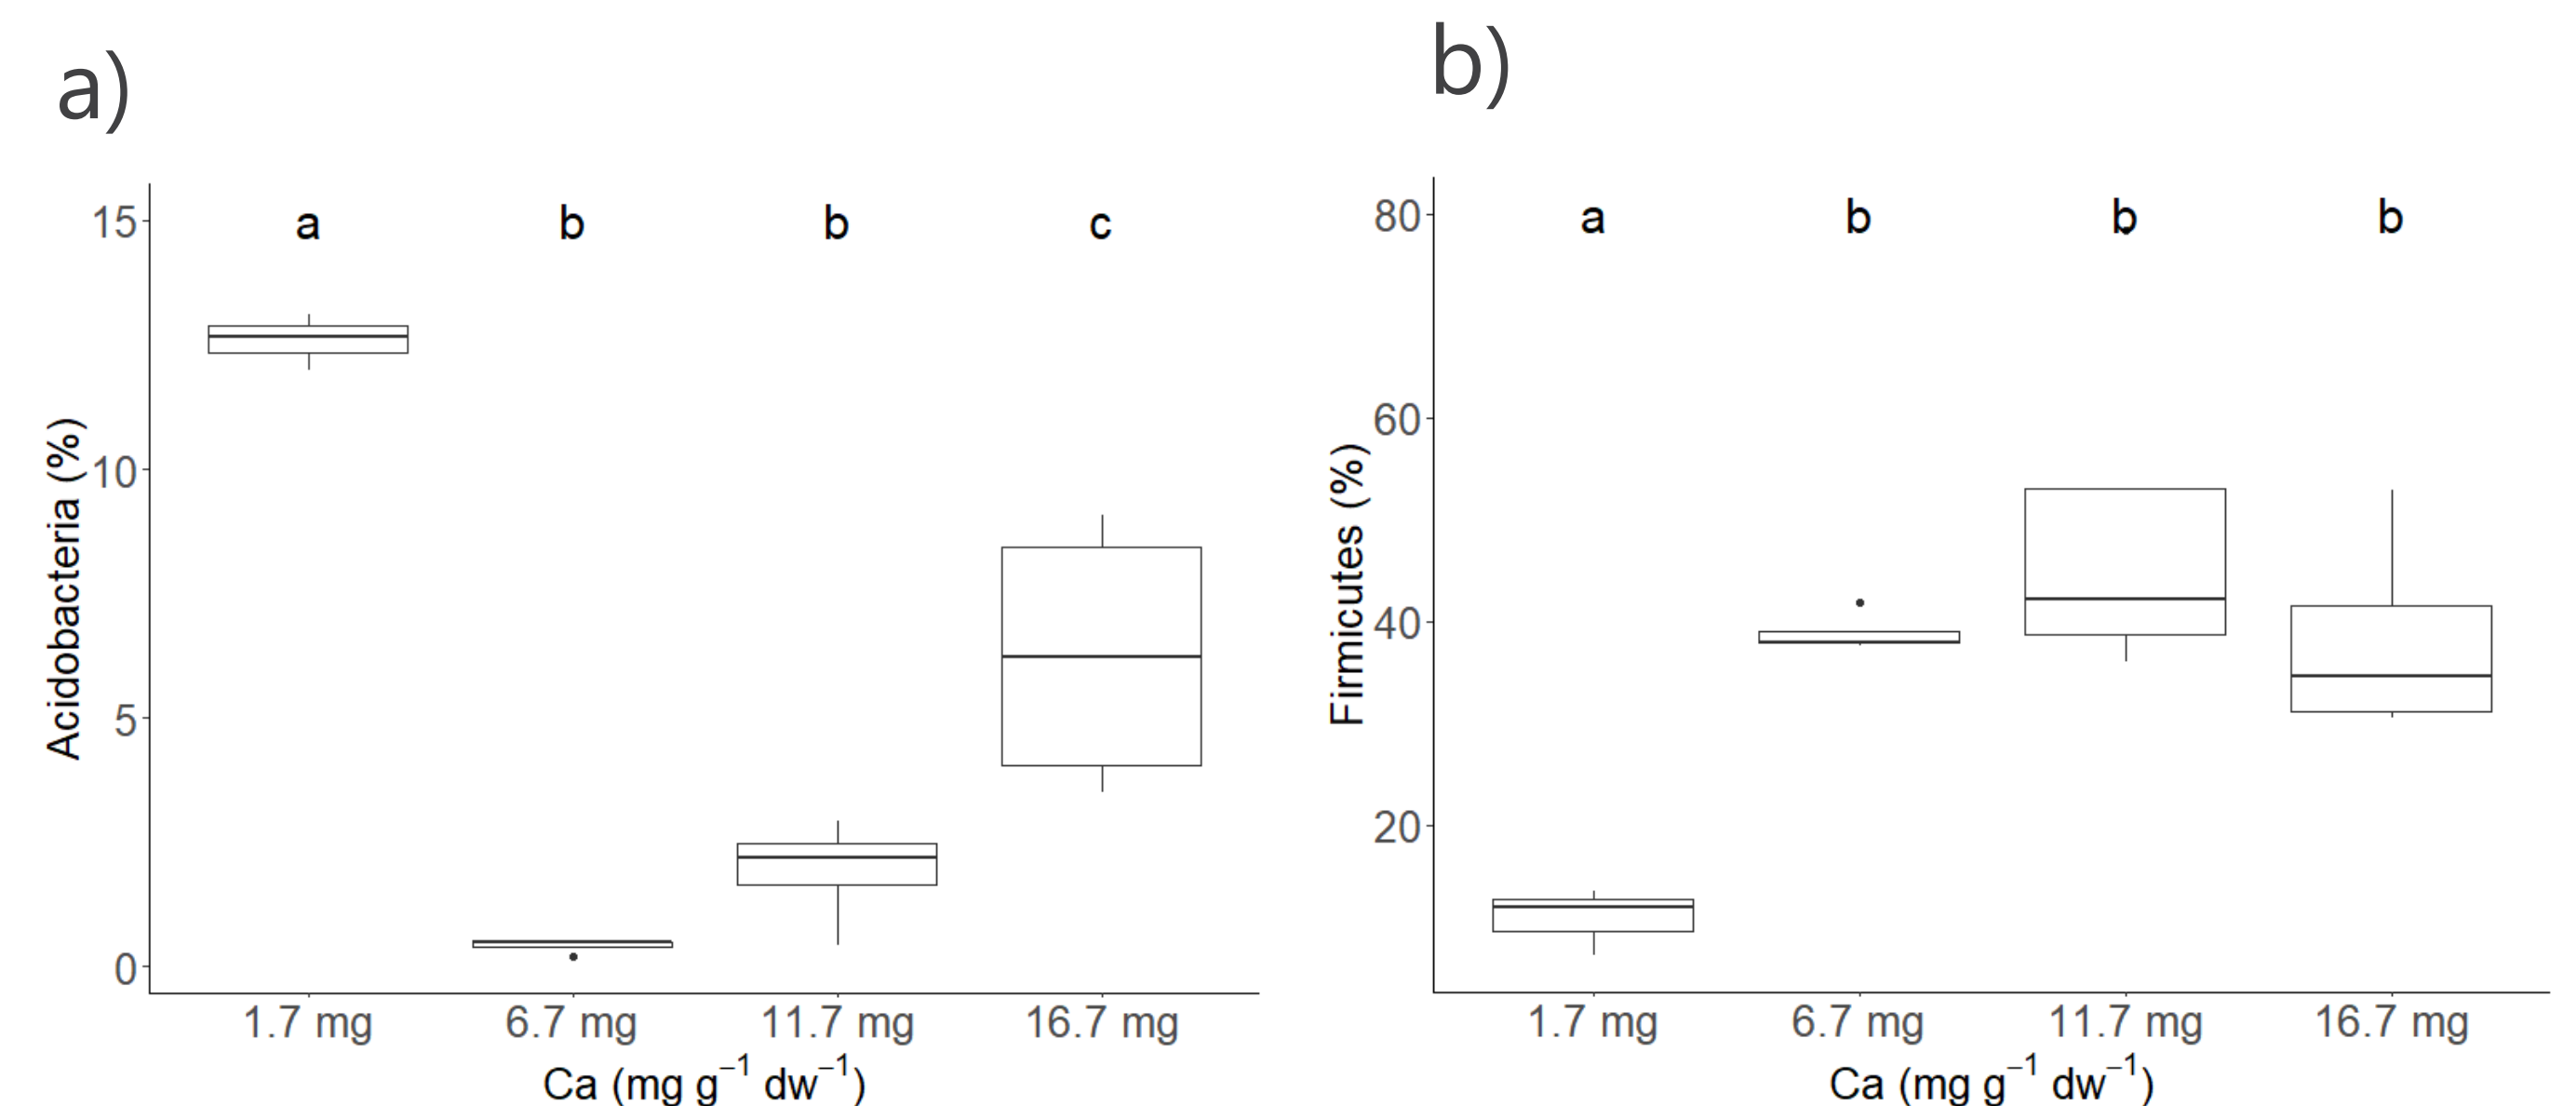 a)
15
10
5
0
a b b c
Acidobacteria (%)
1.7 mg 6.7 mg 11.7 mg 16.7 mg
Ca (mg g⁻¹ dw⁻¹)
b)
80
60
40
20
a b b b
Firmicutes (%)
1.7 mg 6.7 mg 11.7 mg 16.7 mg
Ca (mg g⁻¹ dw⁻¹)